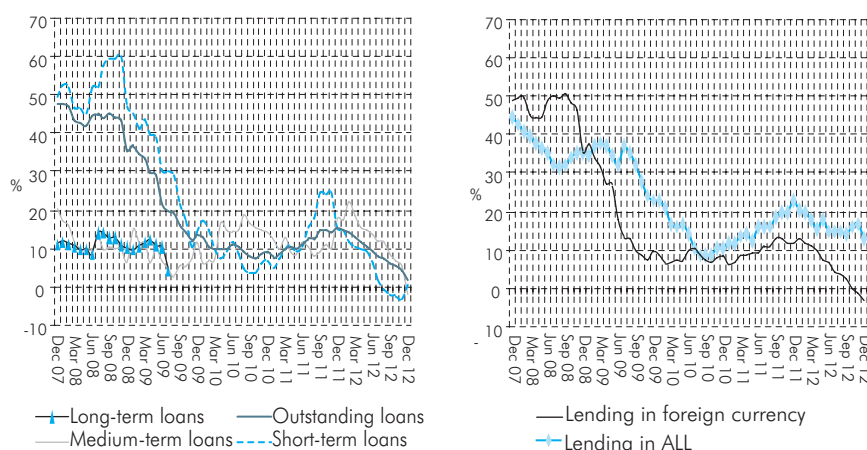 70
60
50
40
30
20
10
0
-10
%
Dec 07
Mar 08
Jun 08
Sep 08
Dec 08
Mar 09
Jun 09
Sep 09
Dec 09
Mar 10
Jun 10
Sep 10
Dec 10
Mar 11
Jun 11
Sep 11
Dec 11
Mar 12
Jun 12
Sep 12
Dec 12
Long-term loans
Outstanding loans
Medium-term loans
Short-term loans
70
60
50
40
30
20
10
0
- 10
%
Dec 07
Mar 08
Jun 08
Sep 08
Dec 08
Mar 09
Jun 09
Sep 09
Dec 09
Mar 10
Jun 10
Sep 10
Dec 10
Mar 11
Jun 11
Sep 11
Dec 11
Mar 12
Jun 12
Sep 12
Dec 12
Lending in foreign currency
Lending in ALL